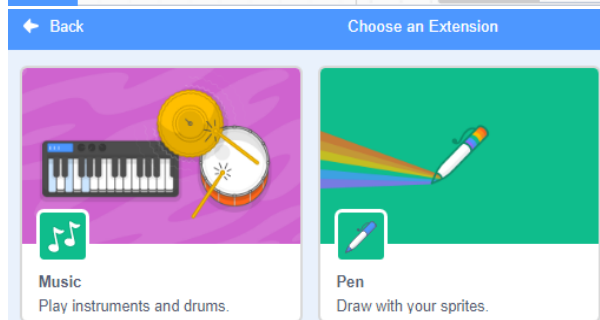 Back
Choose an Extension
Music
Play instruments and drums.
Pen
Draw with your sprites.